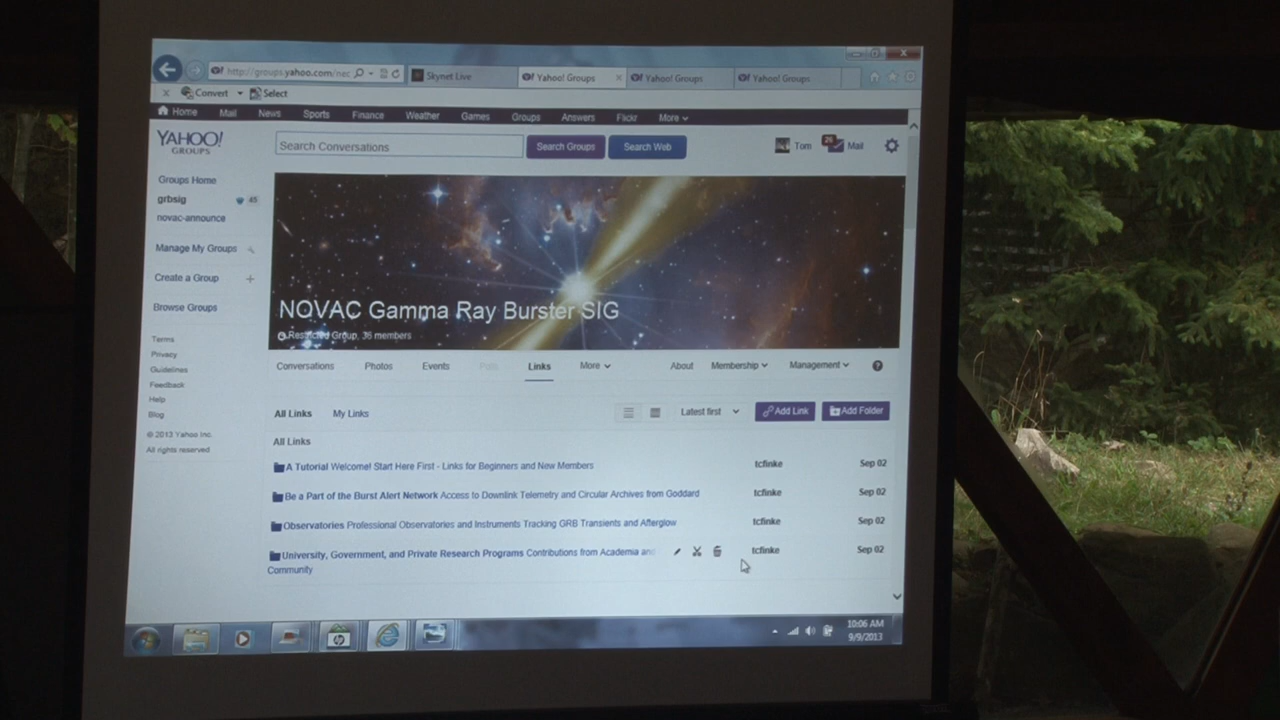 http://groups.yahoo.com/nec
Skynet Live
Yahoo! Groups
Yahoo! Groups
Yahoo! Groups
x Convert Select
Home Mail News Sports Finance Weather Games Groups Answers Flickr More
YAHOO! GROUPS
Search Conversations
Search Groups
Search Web
Tom
26
Mail
Groups Home
grbsig 45
novac-announce
Manage My Groups
Create a Group +
Browse Groups
Terms
Privacy
Guidelines
Feedback
Help
Blog
© 2013 Yahoo Inc.
All rights reserved
NOVAC Gamma Ray Burster SIG
Restricted Group, 36 members
Conversations Photos Events Polls Links More About Membership Management ?
All Links My Links Latest first Add Link Add Folder
All Links
A Tutorial Welcome! Start Here First - Links for Beginners and New Members tcfinke Sep 02
Be a Part of the Burst Alert Network Access to Downlink Telemetry and Circular Archives from Goddard tcfinke Sep 02
Observatories Professional Observatories and Instruments Tracking GRB Transients and Afterglow tcfinke Sep 02
University, Government, and Private Research Programs Contributions from Academia and tcfinke Sep 02
Community
hp
10:06 AM
9/9/2013